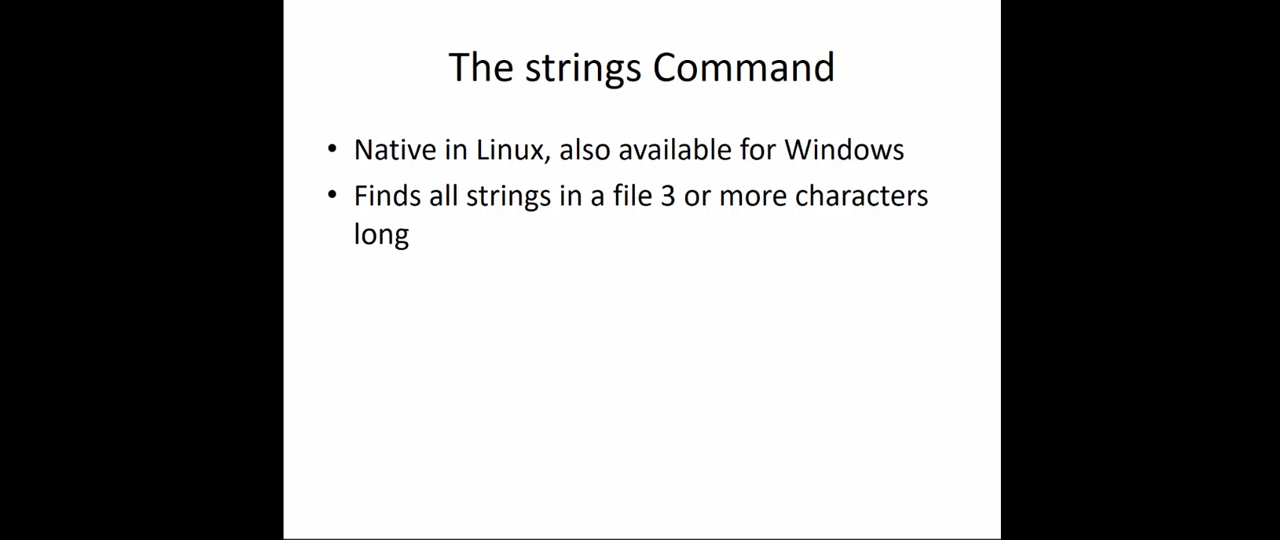 The strings Command
• Native in Linux, also available for Windows
• Finds all strings in a file 3 or more characters
long